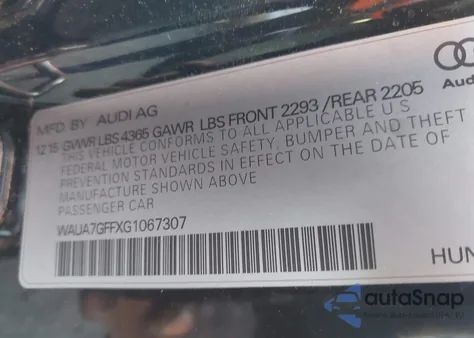 MFD. BY AUDI AG
12 15 GVWR LBS 4365 GAWR LBS FRONT 2293 /REAR 2205
THIS VEHICLE CONFORMS TO ALL APPLICABLE U S
FEDERAL MOTOR VEHICLE SAFETY, BUMPER AND THEFT
PREVENTION STANDARDS IN EFFECT ON THE DATE OF
MANUFACTURE SHOWN ABOVE
PASSENGER CAR
WAUA7GFFXG1067307
Aud
HUN
autoSnap